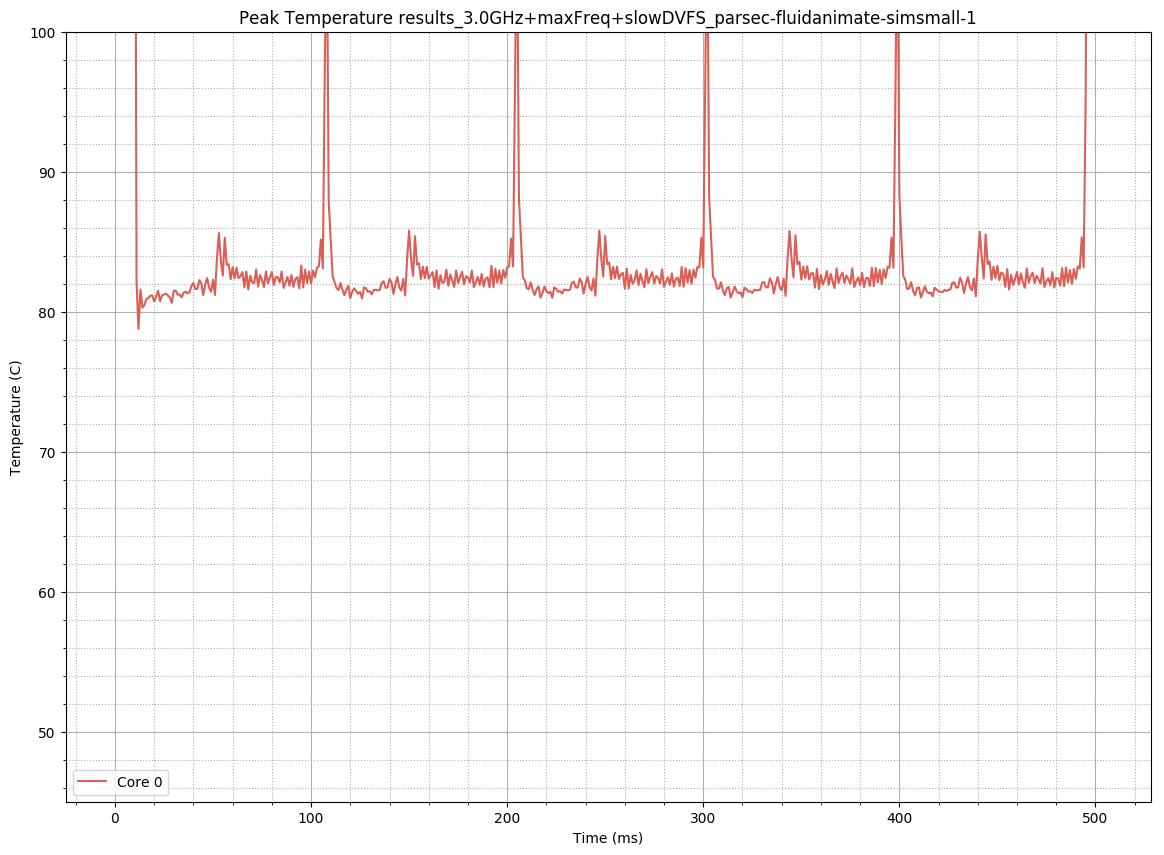 Peak Temperature results_3.0GHz+maxFreq+slowDVFS_parsec-fluidanimate-simsmall-1
100
90
80
70
60
50
Temperature (C)
Core 0
0 100 200 300 400 500
Time (ms)